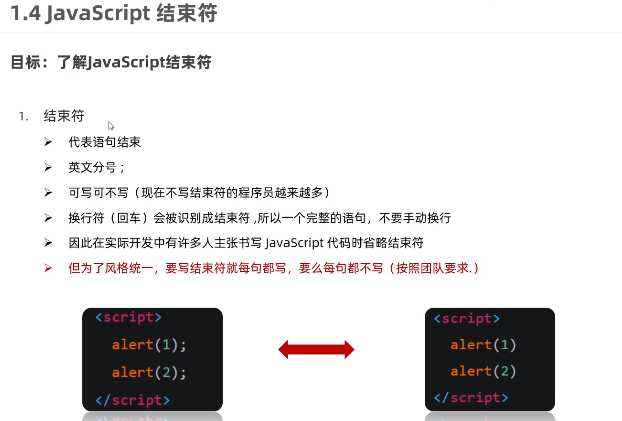 1.4 JavaScript 结束符
目标：了解JavaScript结束符
1. 结束符
➢ 代表语句结束
➢ 英文分号 ;
➢ 可写可不写（现在不写结束符的程序员越来越多）
➢ 换行符（回车）会被识别成结束符 ,所以一个完整的语句，不要手动换行
➢ 因此在实际开发中有许多人主张书写 JavaScript 代码时省略结束符
➢ 但为了风格统一，要写结束符就每句都写，要么每句都不写（按照团队要求.）
<script>
alert(1);
alert(2);
</script>
<script>
alert(1)
alert(2)
</script>